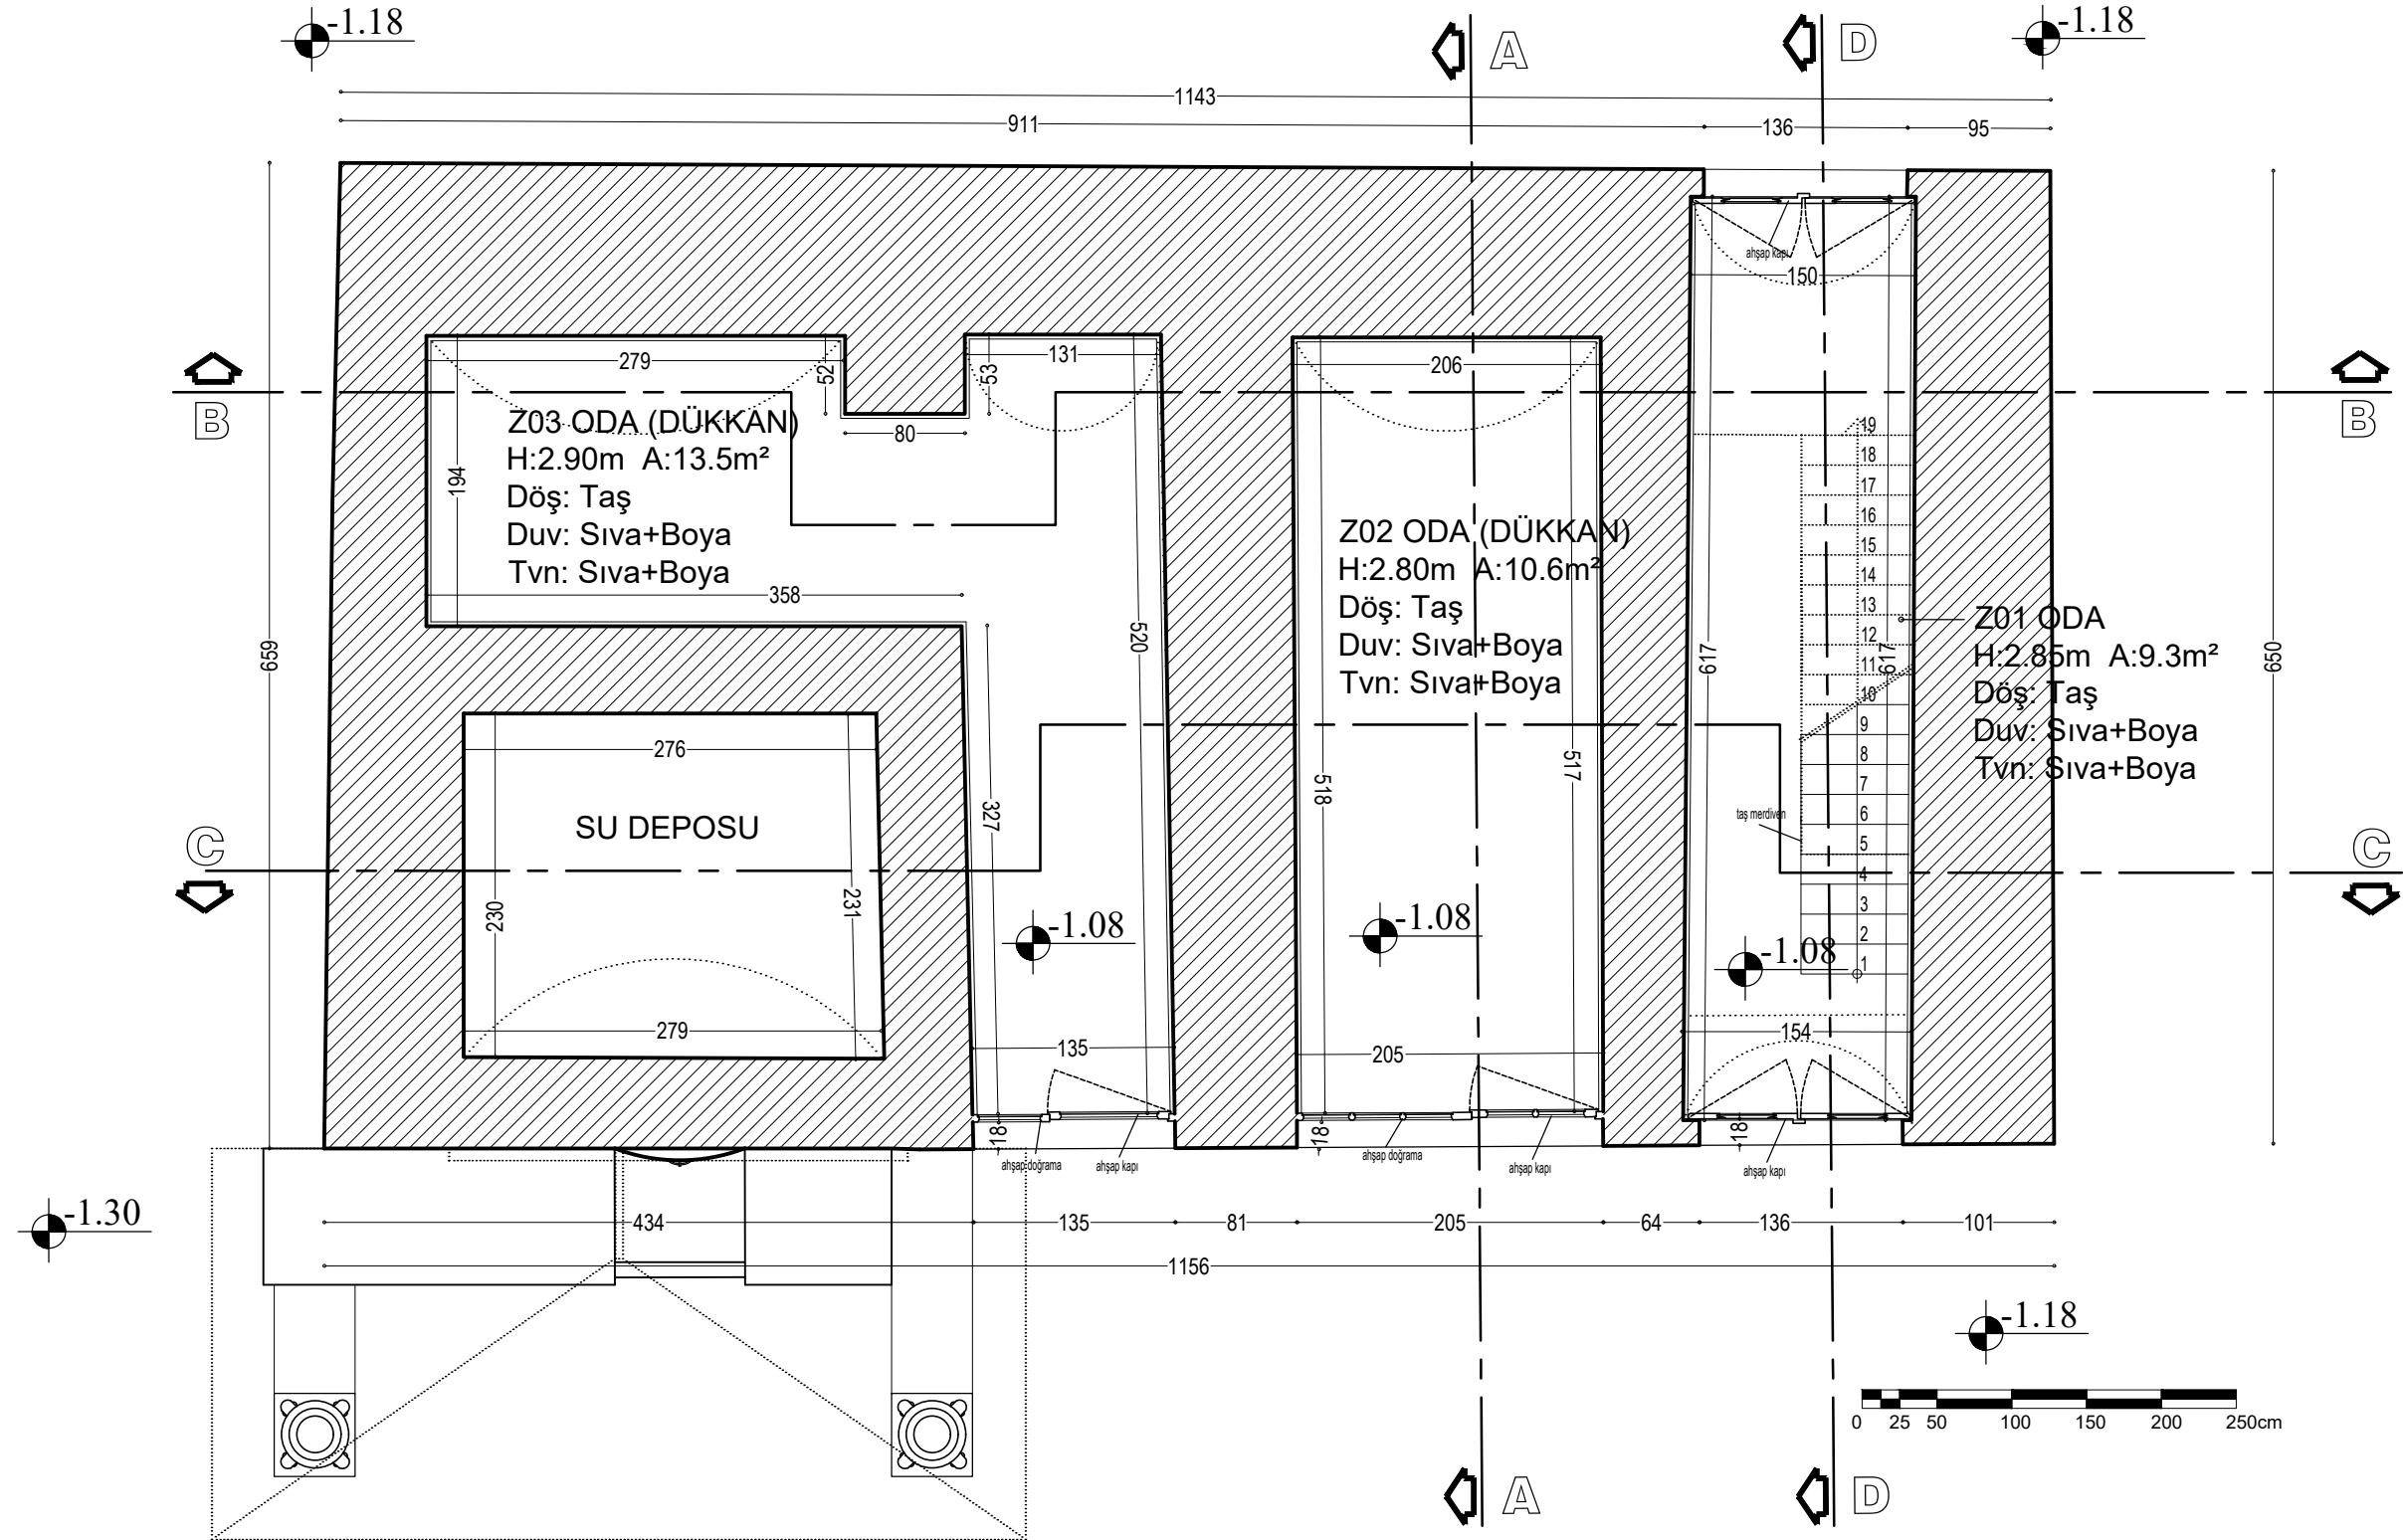 -1.18
A
D
-1.18
1143
911
136
95
ahşap kapı
150
279
52
53
131
206
B
B
Z03 ODA (DÜKKAN)
H:2.90m A:13.5m²
Döş: Taş
Duv: Sıva+Boya
Tvn: Sıva+Boya
80
194
358
19
18
17
16
15
14
13
12
11
10
9
8
7
6
5
4
3
2
1
Z02 ODA (DÜKKAN)
H:2.80m A:10.6m²
Döş: Taş
Duv: Sıva+Boya
Tvn: Sıva+Boya
Z01 ODA
H:2.85m A:9.3m²
Döş: Taş
Duv: Sıva+Boya
Tvn: Sıva+Boya
659
520
617
617
650
276
SU DEPOSU
327
518
517
taş merdiven
C
C
230
231
-1.08
-1.08
-1.08
279
135
205
154
18
18
18
ahşap doğrama
ahşap kapı
ahşap doğrama
ahşap kapı
ahşap kapı
-1.30
434
135
81
205
64
136
101
1156
-1.18
0 25 50 100 150 200 250cm
A
D